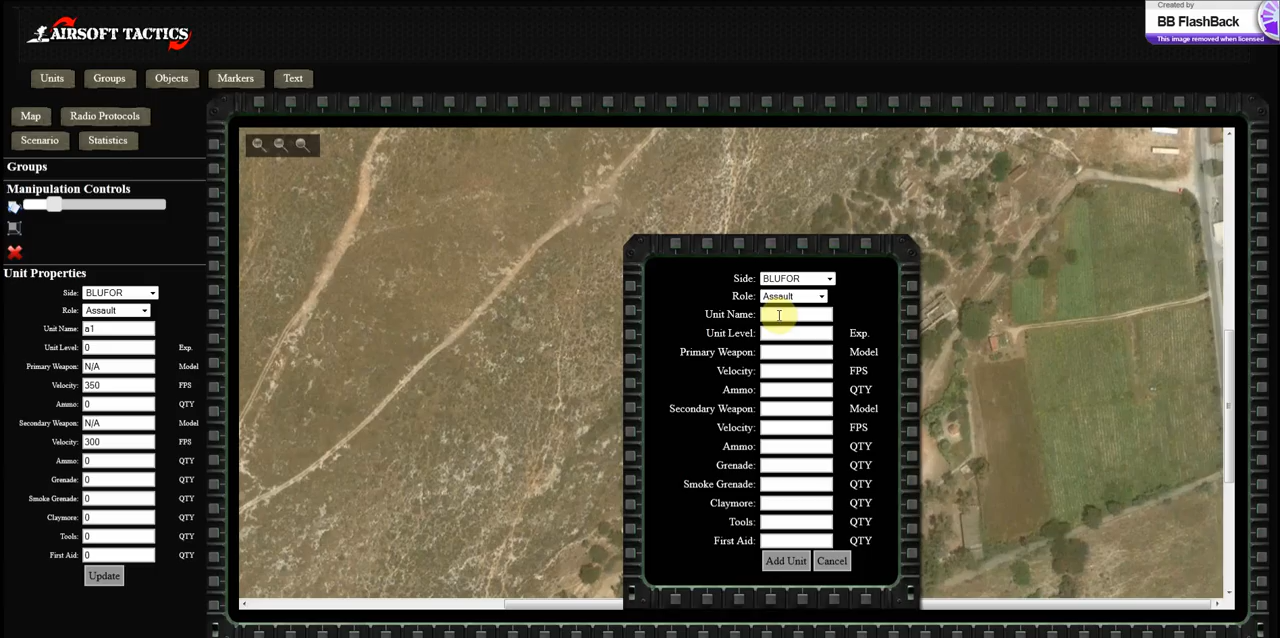 Created by
BB FlashBack
This image removed when licensed
AIRSOFT TACTICS
Units Groups Objects Markers Text
Map Radio Protocols
Scenario Statistics
Groups
Manipulation Controls
Unit Properties
Side: BLUFOR
Role: Assault
Unit Name: a1
Unit Level: 0 Exp.
Primary Weapon: N/A Model
Velocity: 350 FPS
Ammo: 0 QTY
Secondary Weapon: N/A Model
Velocity: 300 FPS
Ammo: 0 QTY
Grenade: 0 QTY
Smoke Grenade: 0 QTY
Claymore: 0 QTY
Tools: 0 QTY
First Aid: 0 QTY
Update
Side: BLUFOR
Role: Assault
Unit Name:
Unit Level: Exp.
Primary Weapon: Model
Velocity: FPS
Ammo: QTY
Secondary Weapon: Model
Velocity: FPS
Ammo: QTY
Grenade: QTY
Smoke Grenade: QTY
Claymore: QTY
Tools: QTY
First Aid: QTY
Add Unit Cancel